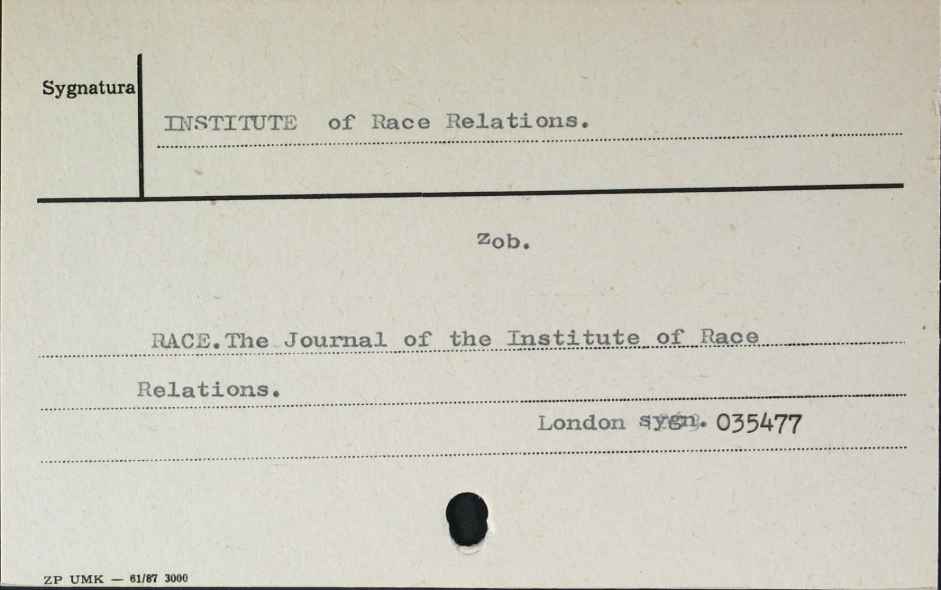 Sygnatura
INSTITUTE of Race Relations.
Zob.
RACE.The Journal of the Institute of Race
Relations.
London sygn. 035477
ZP UMK — 61/87 3000